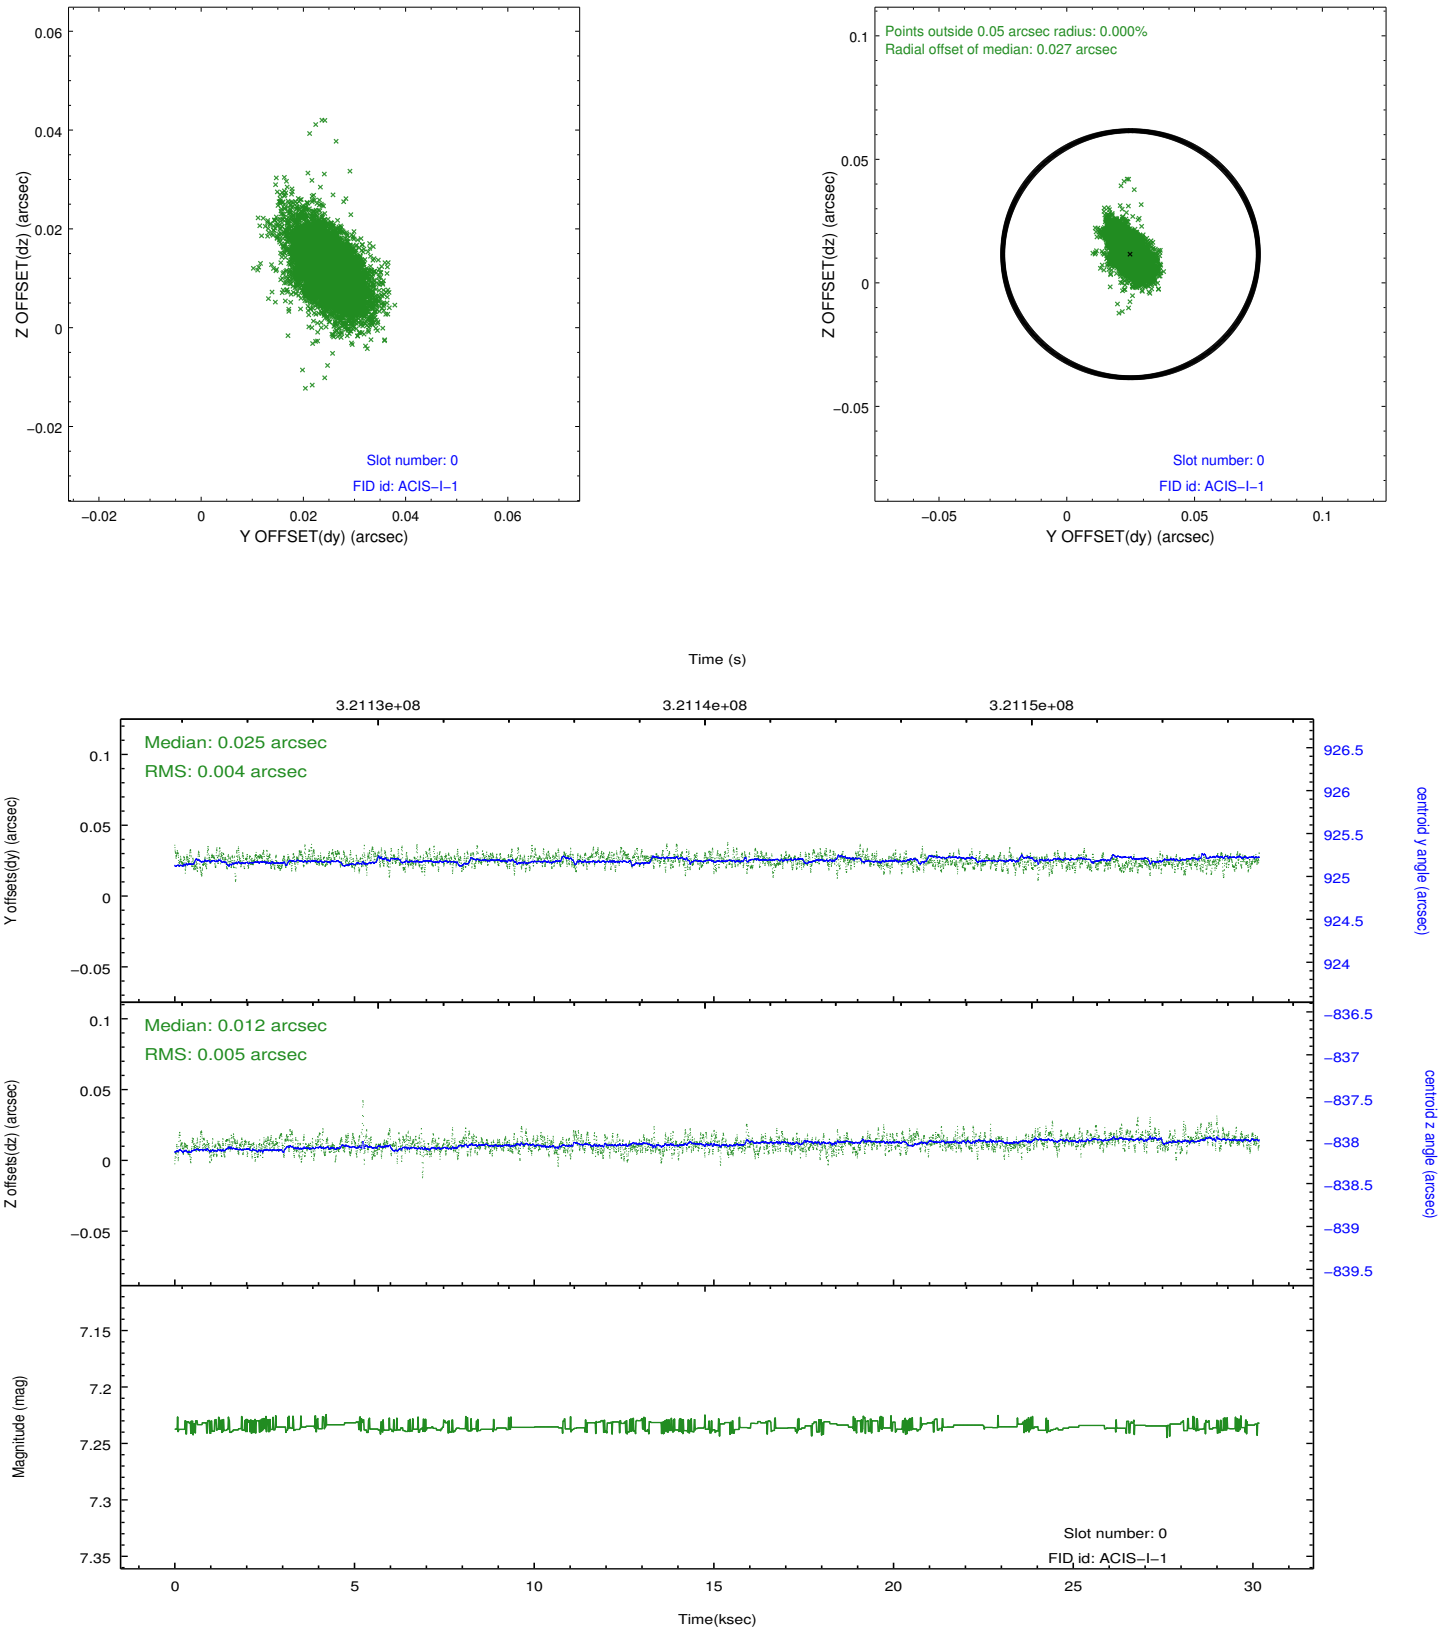 0.06
0.04
0.02
0
−0.02
Z OFFSET(dz) (arcsec)
Slot number: 0
FID id: ACIS−I−1
−0.02 0 0.02 0.04 0.06
Y OFFSET(dy) (arcsec)
Points outside 0.05 arcsec radius: 0.000%
Radial offset of median: 0.027 arcsec
0.1
0.05
0
−0.05
Z OFFSET(dz) (arcsec)
Slot number: 0
FID id: ACIS−I−1
−0.05 0 0.05 0.1
Y OFFSET(dy) (arcsec)
Time (s)
3.2113e+08 3.2114e+08 3.2115e+08
Median: 0.025 arcsec
RMS: 0.004 arcsec
0.1
0.05
0
−0.05
Y offsets(dy) (arcsec)
926.5
926
925.5
925
924.5
924
centroid y angle (arcsec)
Median: 0.012 arcsec
RMS: 0.005 arcsec
0.1
0.05
0
−0.05
Z offsets(dz) (arcsec)
−836.5
−837
−837.5
−838
−838.5
−839
−839.5
centroid z angle (arcsec)
7.15
7.2
7.25
7.3
7.35
Magnitude (mag)
Slot number: 0
FID id: ACIS−I−1
0 5 10 15 20 25 30
Time(ksec)